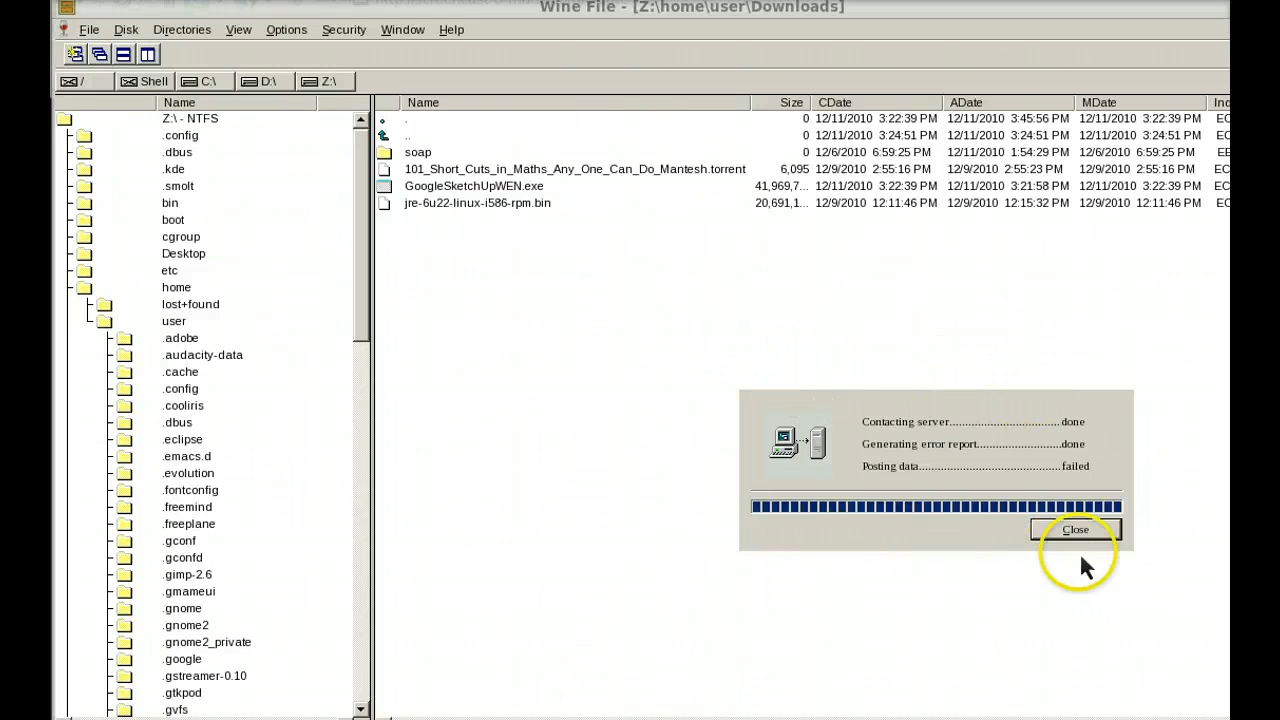 Wine File - [Z:\home\user\Downloads]
File Disk Directories View Options Security Window Help
/ Shell C:\ D:\ Z:\
Name
Z:\ - NTFS
.config
.dbus
.kde
.smolt
bin
boot
cgroup
Desktop
etc
home
lost+found
user
.adobe
.audacity-data
.cache
.config
.cooliris
.dbus
.eclipse
.emacs.d
.evolution
.fontconfig
.freemind
.freeplane
.gconf
.gconfd
.gimp-2.6
.gmameui
.gnome
.gnome2
.gnome2_private
.google
.gstreamer-0.10
.gtkpod
.gvfs
Name Size CDate ADate MDate
. 0 12/11/2010 3:22:39 PM 12/11/2010 3:45:56 PM 12/11/2010 3:22:39 PM
.. 0 12/11/2010 3:24:51 PM 12/11/2010 3:24:51 PM 12/11/2010 3:24:51 PM
soap 0 12/6/2010 6:59:25 PM 12/11/2010 1:54:29 PM 12/6/2010 6:59:25 PM
101_Short_Cuts_in_Maths_Any_One_Can_Do_Mantesh.torrent 6,095 12/9/2010 2:55:16 PM 12/9/2010 2:55:23 PM 12/9/2010 2:55:16 PM
GoogleSketchUpWEN.exe 41,969,7... 12/11/2010 3:22:39 PM 12/11/2010 3:21:58 PM 12/11/2010 3:22:39 PM
jre-6u22-linux-i586-rpm.bin 20,691,1... 12/9/2010 12:11:46 PM 12/9/2010 12:15:32 PM 12/9/2010 12:11:46 PM
Contacting server...................................done
Generating error report...........................done
Posting data.............................................failed
Close